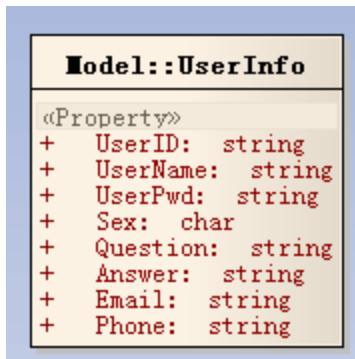 Model::UserInfo
«Property»
+ UserID: string
+ UserName: string
+ UserPwd: string
+ Sex: char
+ Question: string
+ Answer: string
+ Email: string
+ Phone: string